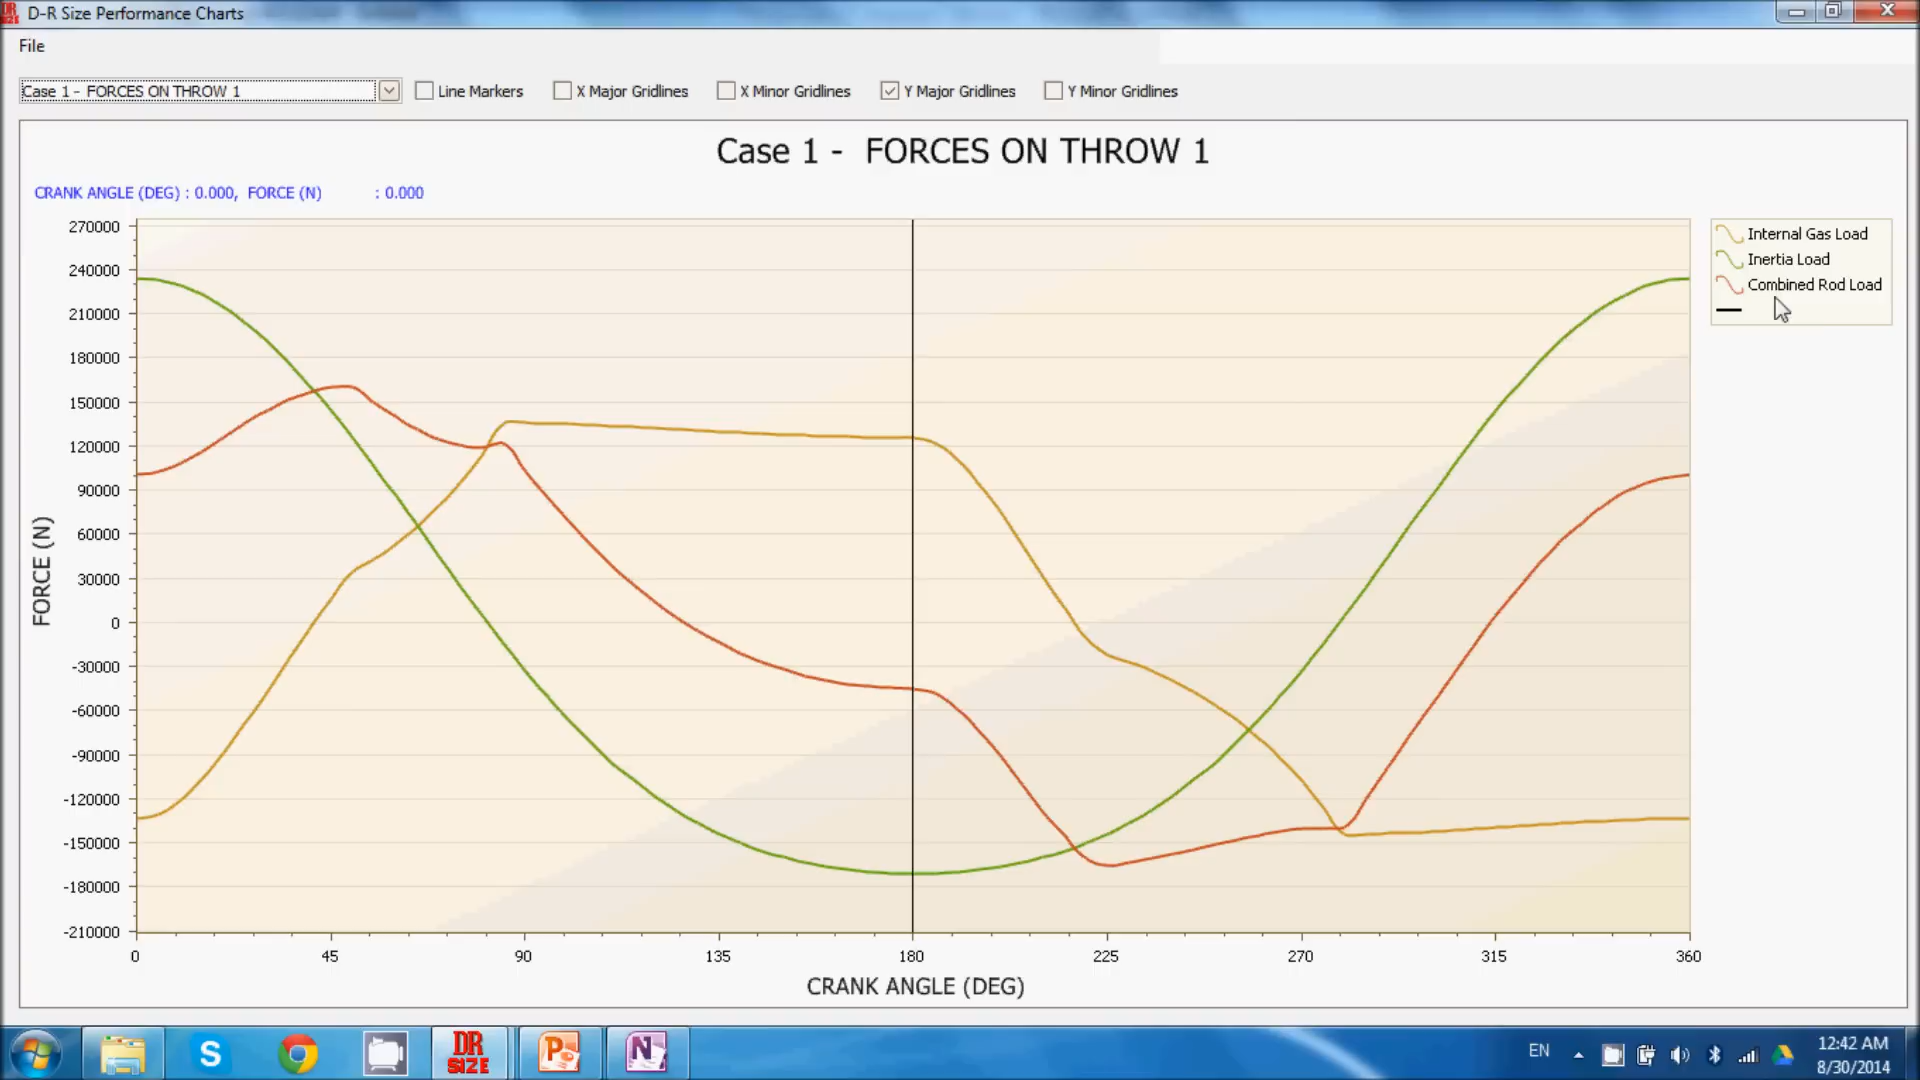 DR SIZE D-R Size Performance Charts
File
Case 1 - FORCES ON THROW 1 Line Markers X Major Gridlines X Minor Gridlines Y Major Gridlines Y Minor Gridlines
Case 1 - FORCES ON THROW 1
CRANK ANGLE (DEG) : 0.000, FORCE (N) : 0.000
270000
240000
210000
180000
150000
120000
90000
60000
30000
0
-30000
-60000
-90000
-120000
-150000
-180000
-210000
FORCE (N)
0 45 90 135 180 225 270 315 360
CRANK ANGLE (DEG)
Internal Gas Load
Inertia Load
Combined Rod Load
S DR SIZE P N EN 12:42 AM
8/30/2014